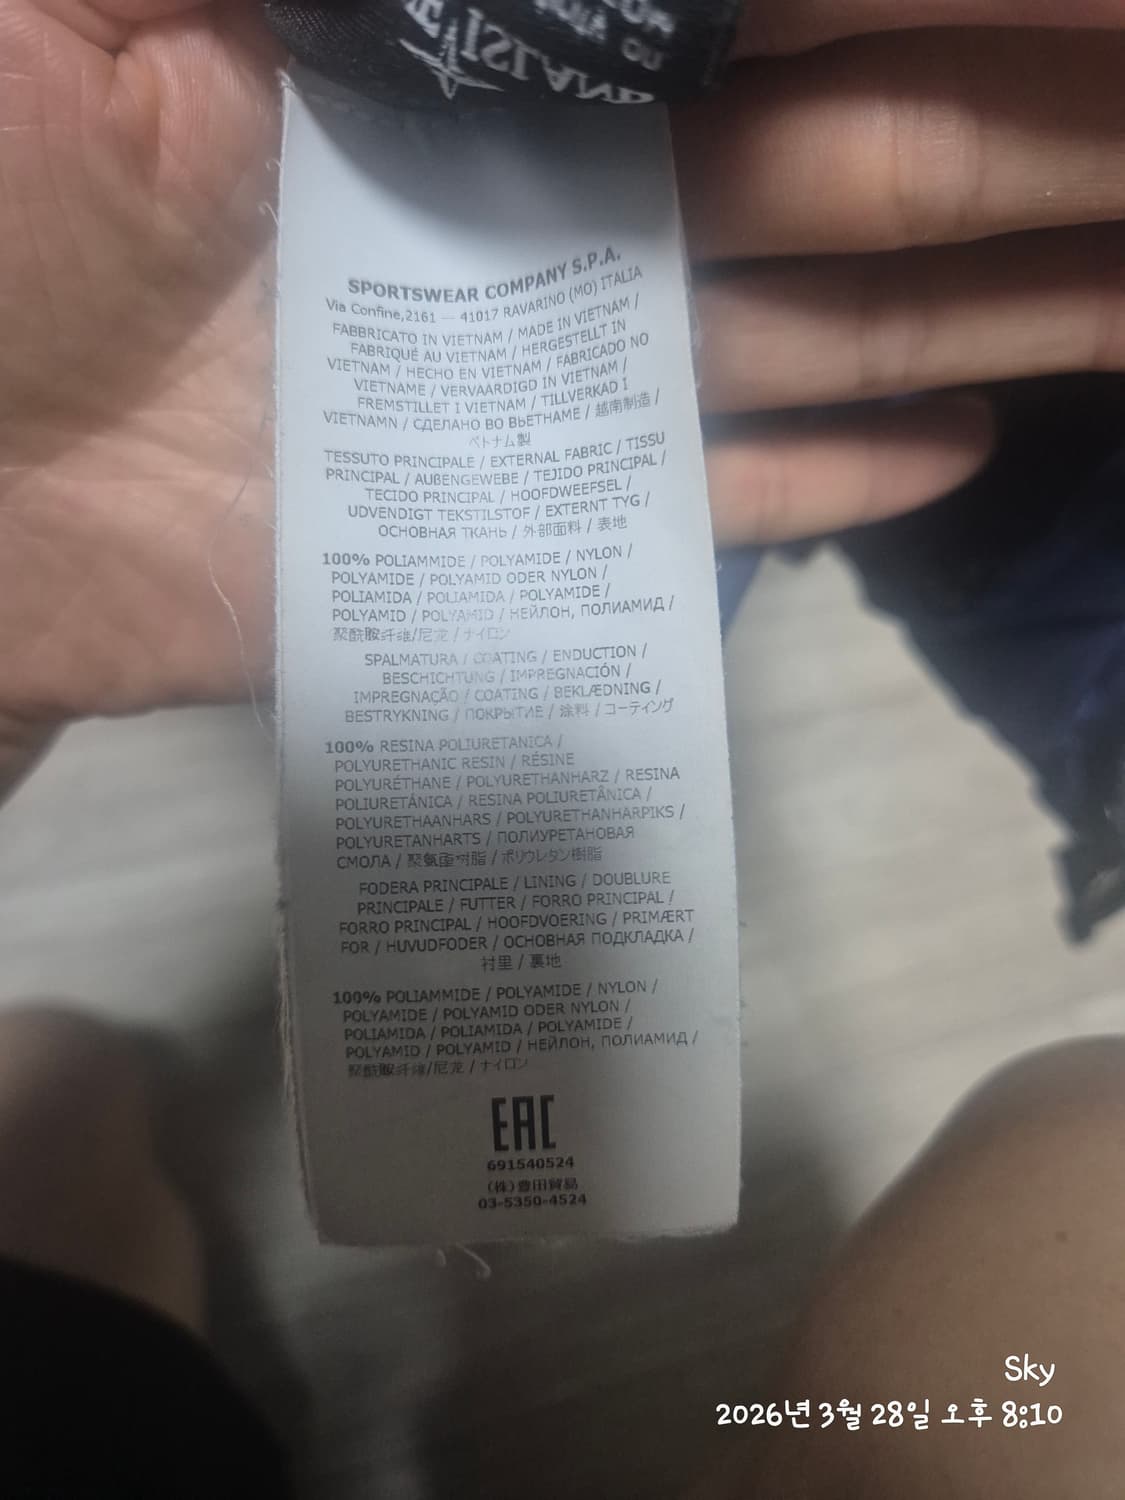 ISLAND
SPORTSWEAR COMPANY S.P.A.
Via Confine,2161 — 41017 RAVARINO (MO) ITALIA
FABBRICATO IN VIETNAM / MADE IN VIETNAM /
FABRIQUÉ AU VIETNAM / HERGESTELLT IN
VIETNAM / HECHO EN VIETNAM / FABRICADO NO
VIETNAME / VERVAARDIGD IN VIETNAM /
FREMSTILLET I VIETNAM / TILLVERKAD I
VIETNAMN / СДЕЛАНО ВО ВЬЕТНАМЕ / 越南制造 /
ベトナム製
TESSUTO PRINCIPALE / EXTERNAL FABRIC / TISSU
PRINCIPAL / AUßENGEWEBE / TEJIDO PRINCIPAL /
TECIDO PRINCIPAL / HOOFDWEEFSEL /
UDVENDIGT TEKSTILSTOF / EXTERNT TYG /
ОСНОВНАЯ ТКАНЬ / 外部面料 / 表地
100% POLIAMMIDE / POLYAMIDE / NYLON /
POLYAMIDE / POLYAMID ODER NYLON /
POLIAMIDA / POLIAMIDA / POLYAMIDE /
POLYAMID / POLYAMID / НЕЙЛОН, ПОЛИАМИД /
聚酰胺纤维/尼龙 / ナイロン
SPALMATURA / COATING / ENDUCTION /
BESCHICHTUNG / IMPREGNACIÓN /
IMPREGNAÇÃO / COATING / BEKLÆDNING /
BESTRYKNING / ПОКРЫТИЕ / 涂料 / コーティング
100% RESINA POLIURETANICA /
POLYURETHANIC RESIN / RÉSINE
POLYURÉTHANE / POLYURETHANHARZ / RESINA
POLIURETÁNICA / RESINA POLIURETÂNICA /
POLYURETHAANHARS / POLYURETHANHARPIKS /
POLYURETANHARTS / ПОЛИУРЕТАНОВАЯ
СМОЛА / 聚氨酯树脂 / ポリウレタン樹脂
FODERA PRINCIPALE / LINING / DOUBLURE
PRINCIPALE / FUTTER / FORRO PRINCIPAL /
FORRO PRINCIPAL / HOOFDVOERING / PRIMÆRT
FOR / HUVUDFODER / ОСНОВНАЯ ПОДКЛАДКА /
衬里 / 裏地
100% POLIAMMIDE / POLYAMIDE / NYLON /
POLYAMIDE / POLYAMID ODER NYLON /
POLIAMIDA / POLIAMIDA / POLYAMIDE /
POLYAMID / POLYAMID / НЕЙЛОН, ПОЛИАМИД /
聚酰胺纤维/尼龙 / ナイロン
EAC
691540524
(株)豊田貿易
03-5350-4524
Sky
2026년 3월 28일 오후 8:10